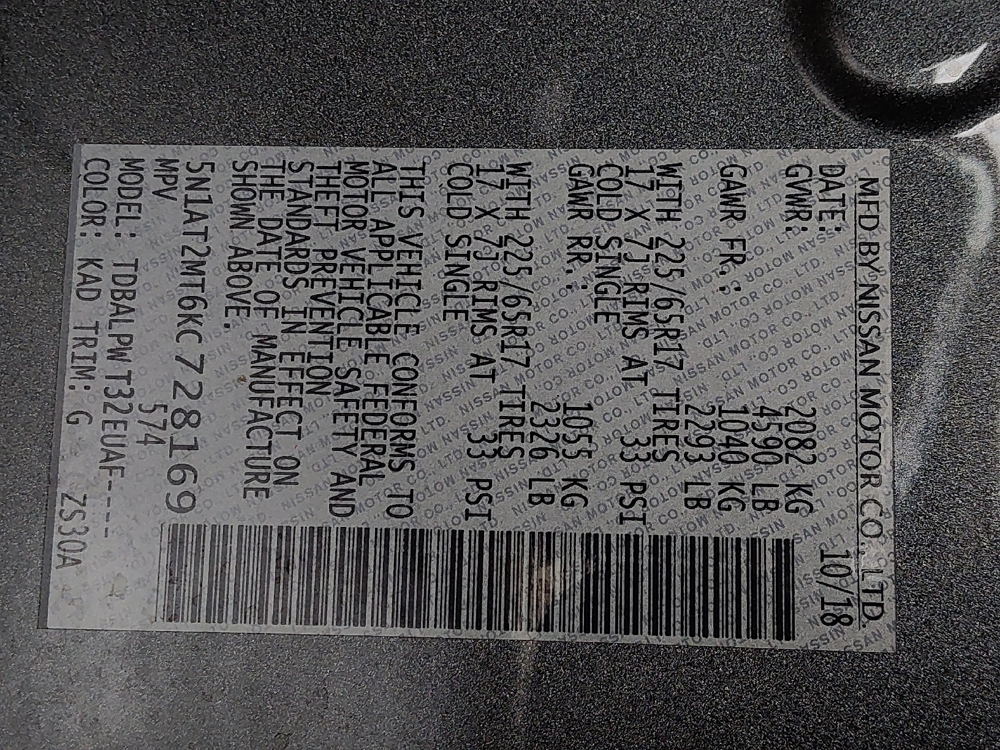 MFD BY NISSAN MOTOR CO., LTD.
DATE: 10/18
GVWR: 2082 KG
4590 LB
GAWR FR.: 1040 KG
2293 LB
WITH 225/65R17 TIRES
17 X 7J RIMS AT 33 PSI
COLD SINGLE
GAWR RR.: 1055 KG
2326 LB
WITH 225/65R17 TIRES
17 X 7J RIMS AT 33 PSI
COLD SINGLE
THIS VEHICLE CONFORMS TO
ALL APPLICABLE FEDERAL
MOTOR VEHICLE SAFETY AND
THEFT PREVENTION
STANDARDS IN EFFECT ON
THE DATE OF MANUFACTURE
SHOWN ABOVE.
5N1AT2MT6KC728169
MPV 574
MODEL: TDBALPW T32EUAF-----
COLOR: KAD TRIM: G ZS30A